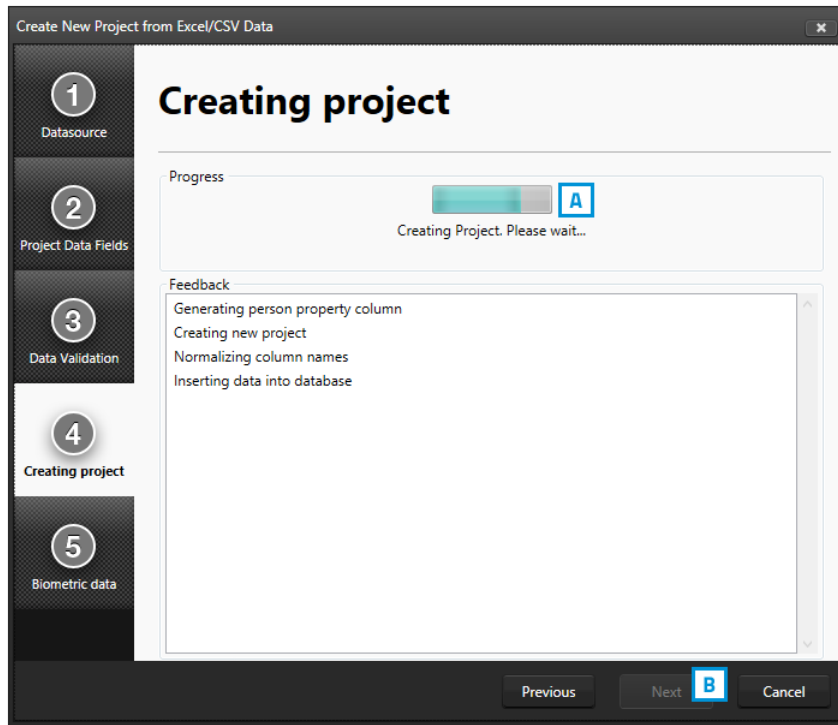 Create New Project from Excel/CSV Data
1
Datasource
2
Project Data Fields
3
Data Validation
4
Creating project
5
Biometric data
Creating project
Progress
A
Creating Project. Please wait...
Feedback
Generating person property column
Creating new project
Normalizing column names
Inserting data into database
Previous
Next
B
Cancel